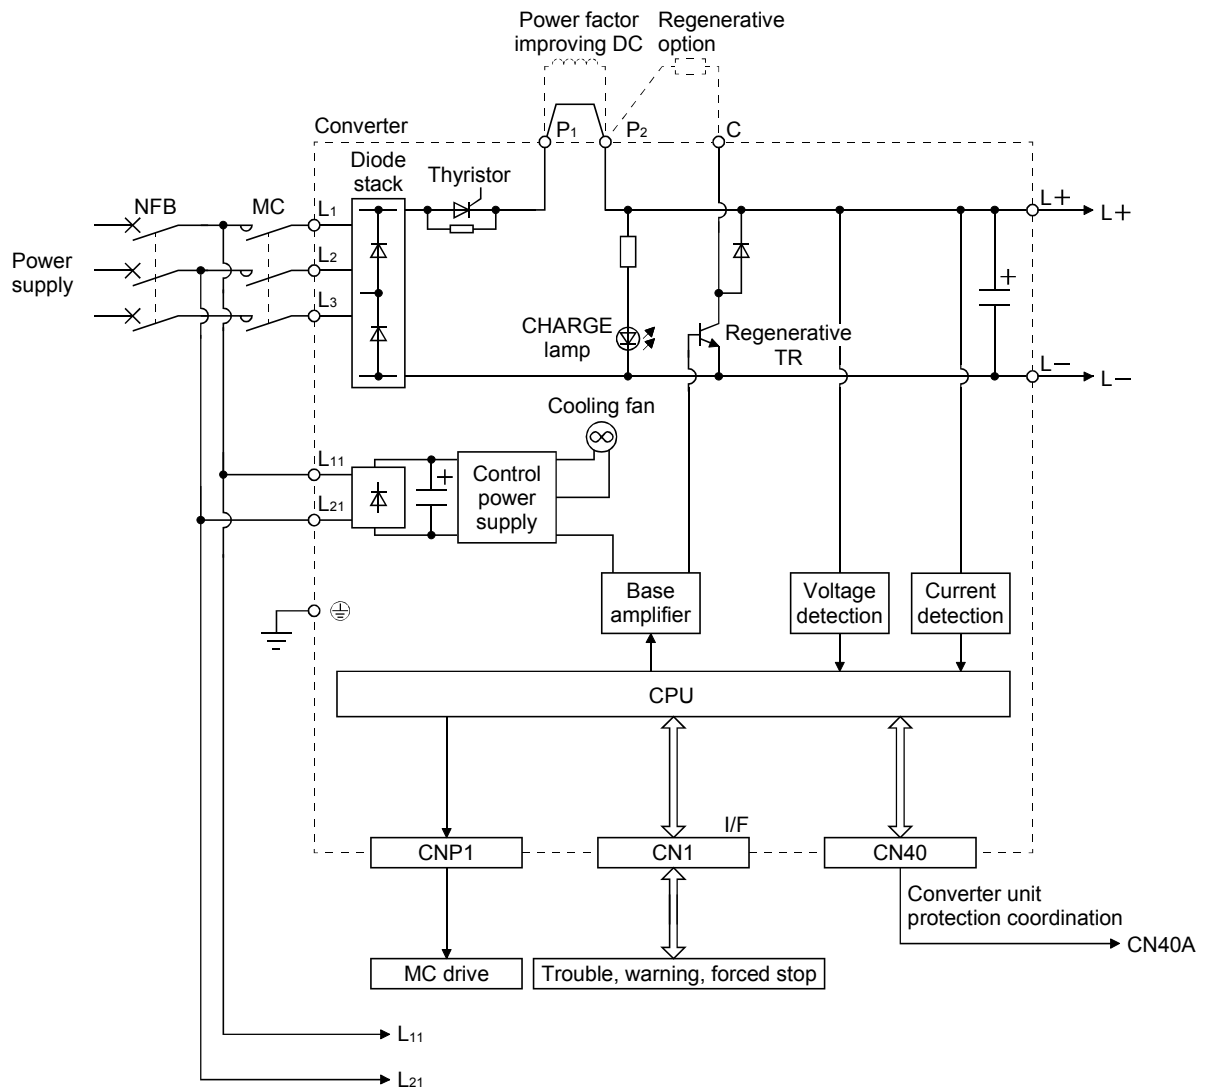 Power factor
improving DC
Regenerative
option
Converter
P1
P2
C
Diode
stack
Thyristor
NFB
MC
L1
L+
L+
Power
supply
L2
L3
CHARGE
lamp
Regenerative
TR
L−
L−
Cooling fan
L11
Control
power
supply
L21
Base
amplifier
Voltage
detection
Current
detection
CPU
I/F
CNP1
CN1
CN40
Converter unit
protection coordination
CN40A
MC drive
Trouble, warning, forced stop
L11
L21